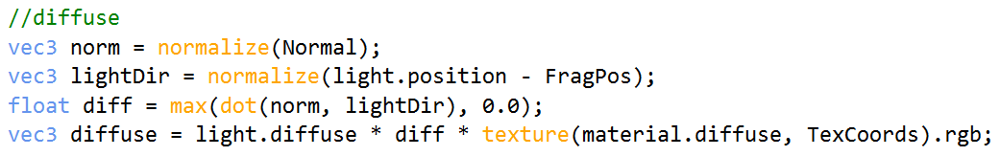 //diffuse
vec3 norm = normalize(Normal);
vec3 lightDir = normalize(light.position - FragPos);
float diff = max(dot(norm, lightDir), 0.0);
vec3 diffuse = light.diffuse * diff * texture(material.diffuse, TexCoords).rgb;